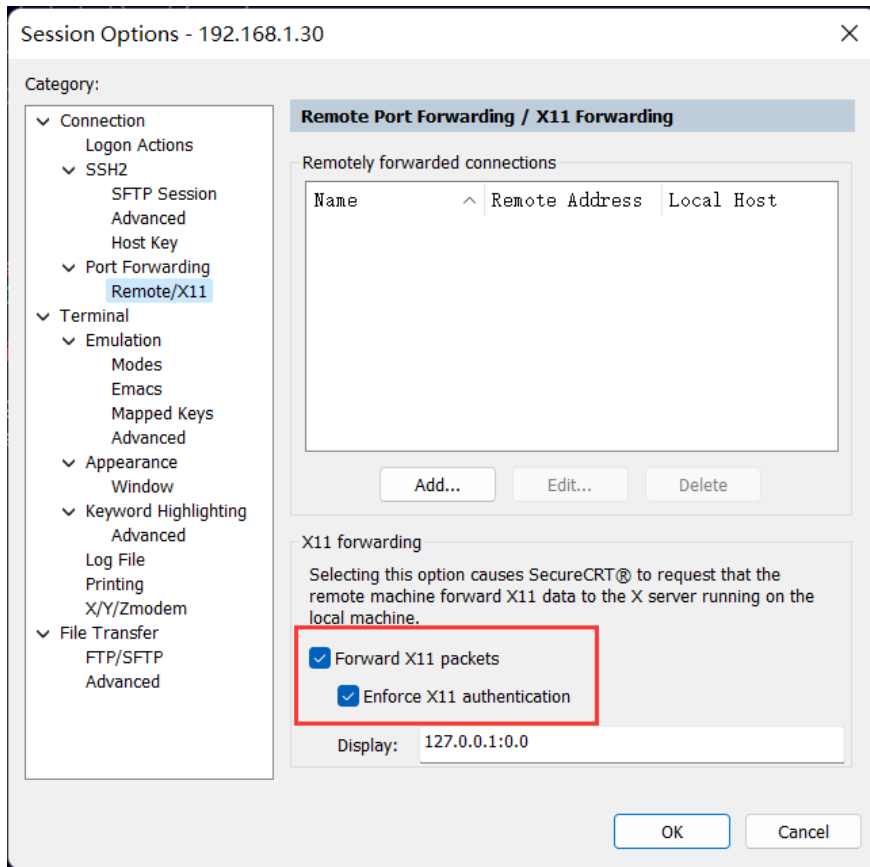 Session Options - 192.168.1.30
Category:
Connection
Logon Actions
SSH2
SFTP Session
Advanced
Host Key
Port Forwarding
Remote/X11
Terminal
Emulation
Modes
Emacs
Mapped Keys
Advanced
Appearance
Window
Keyword Highlighting
Advanced
Log File
Printing
X/Y/Zmodem
File Transfer
FTP/SFTP
Advanced
Remote Port Forwarding / X11 Forwarding
Remotely forwarded connections
Name Remote Address Local Host
Add... Edit... Delete
X11 forwarding
Selecting this option causes SecureCRT® to request that the
remote machine forward X11 data to the X server running on the
local machine.
Forward X11 packets
Enforce X11 authentication
Display: 127.0.0.1:0.0
OK Cancel